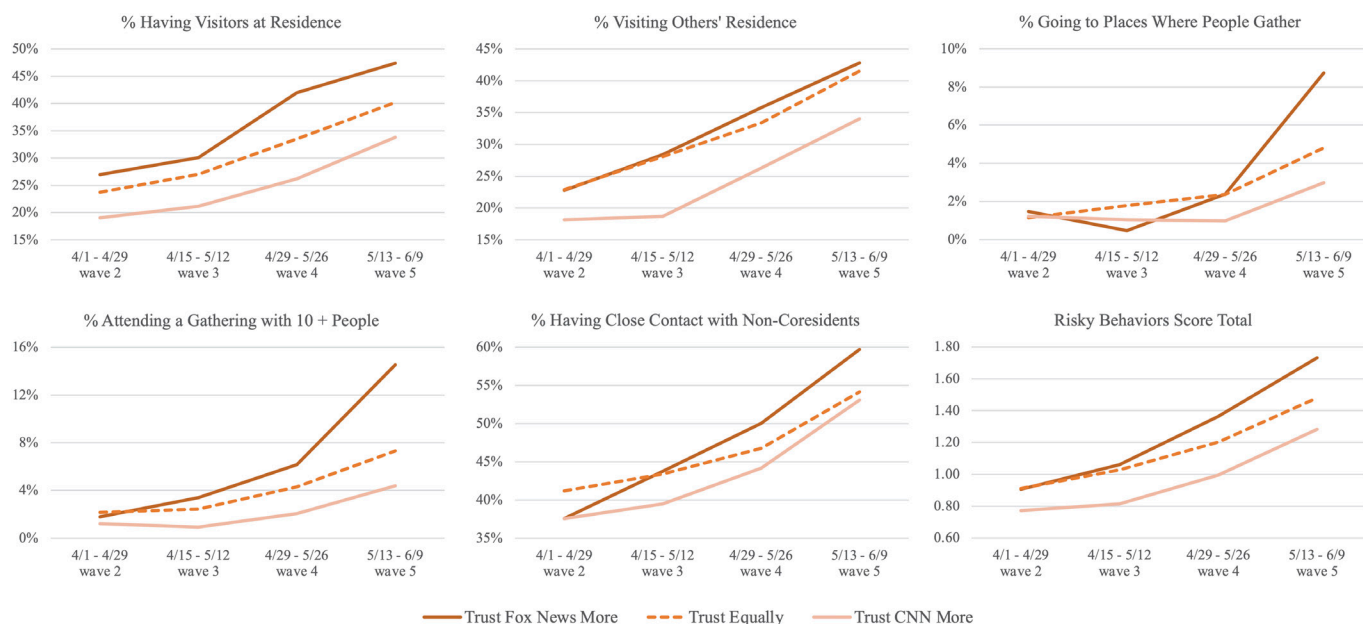 % Having Visitors at Residence
50%
45%
40%
35%
30%
25%
20%
15%
4/1 - 4/29
wave 2
4/15 - 5/12
wave 3
4/29 - 5/26
wave 4
5/13 - 6/9
wave 5
% Visiting Others' Residence
45%
40%
35%
30%
25%
20%
15%
4/1 - 4/29
wave 2
4/15 - 5/12
wave 3
4/29 - 5/26
wave 4
5/13 - 6/9
wave 5
% Going to Places Where People Gather
10%
8%
6%
4%
2%
0%
4/1 - 4/29
wave 2
4/15 - 5/12
wave 3
4/29 - 5/26
wave 4
5/13 - 6/9
wave 5
% Attending a Gathering with 10 + People
16%
12%
8%
4%
0%
4/1 - 4/29
wave 2
4/15 - 5/12
wave 3
4/29 - 5/26
wave 4
5/13 - 6/9
wave 5
% Having Close Contact with Non-Coresidents
60%
55%
50%
45%
40%
35%
4/1 - 4/29
wave 2
4/15 - 5/12
wave 3
4/29 - 5/26
wave 4
5/13 - 6/9
wave 5
Risky Behaviors Score Total
1.80
1.60
1.40
1.20
1.00
0.80
0.60
4/1 - 4/29
wave 2
4/15 - 5/12
wave 3
4/29 - 5/26
wave 4
5/13 - 6/9
wave 5
Trust Fox News More
Trust Equally
Trust CNN More